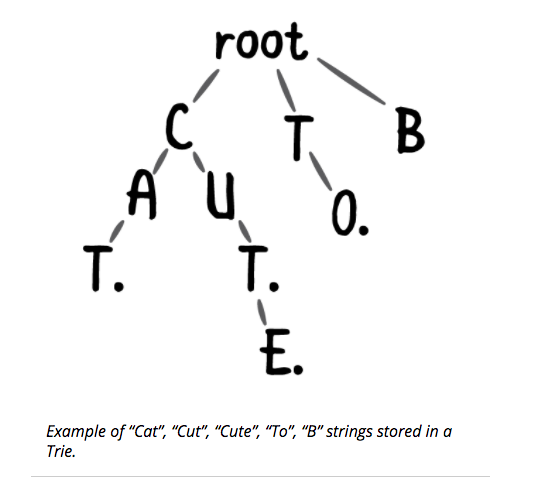 root
C T B
A U O.
T. T.
E.
Example of “Cat”, “Cut”, “Cute”, “To”, “B” strings stored in a
Trie.